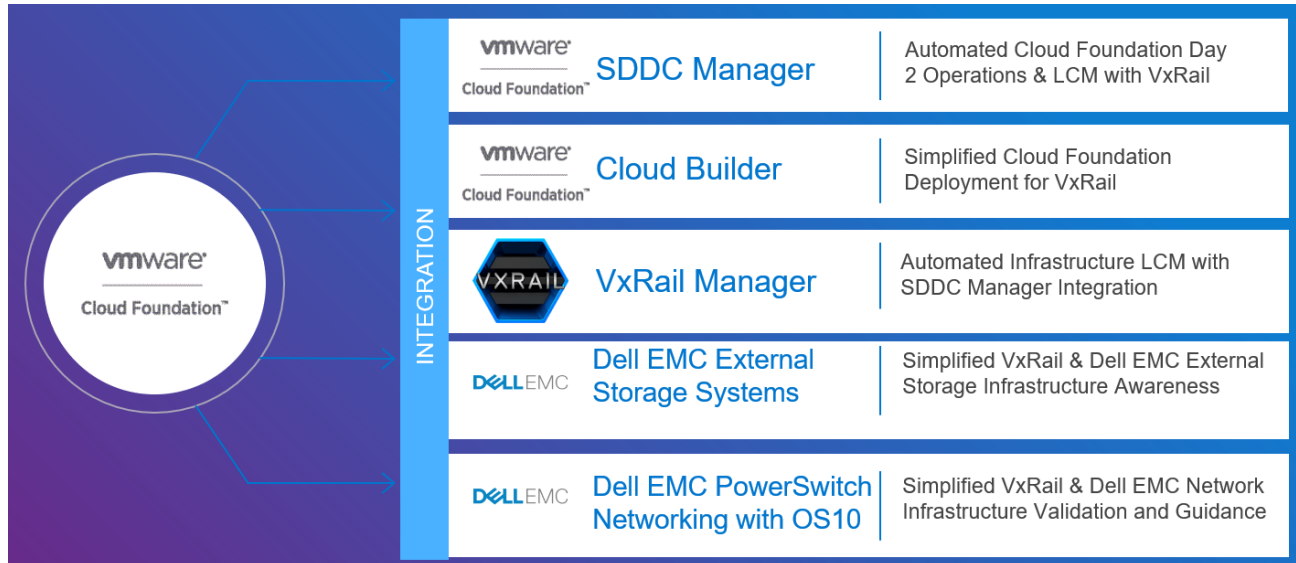 vmware®
Cloud Foundation™
INTEGRATION
vmware®
Cloud Foundation™
SDDC Manager
Automated Cloud Foundation Day
2 Operations & LCM with VxRail
vmware®
Cloud Foundation™
Cloud Builder
Simplified Cloud Foundation
Deployment for VxRail
VXRAIL
VxRail Manager
Automated Infrastructure LCM with
SDDC Manager Integration
DELLEMC
Dell EMC External
Storage Systems
Simplified VxRail & Dell EMC External
Storage Infrastructure Awareness
DELLEMC
Dell EMC PowerSwitch
Networking with OS10
Simplified VxRail & Dell EMC Network
Infrastructure Validation and Guidance